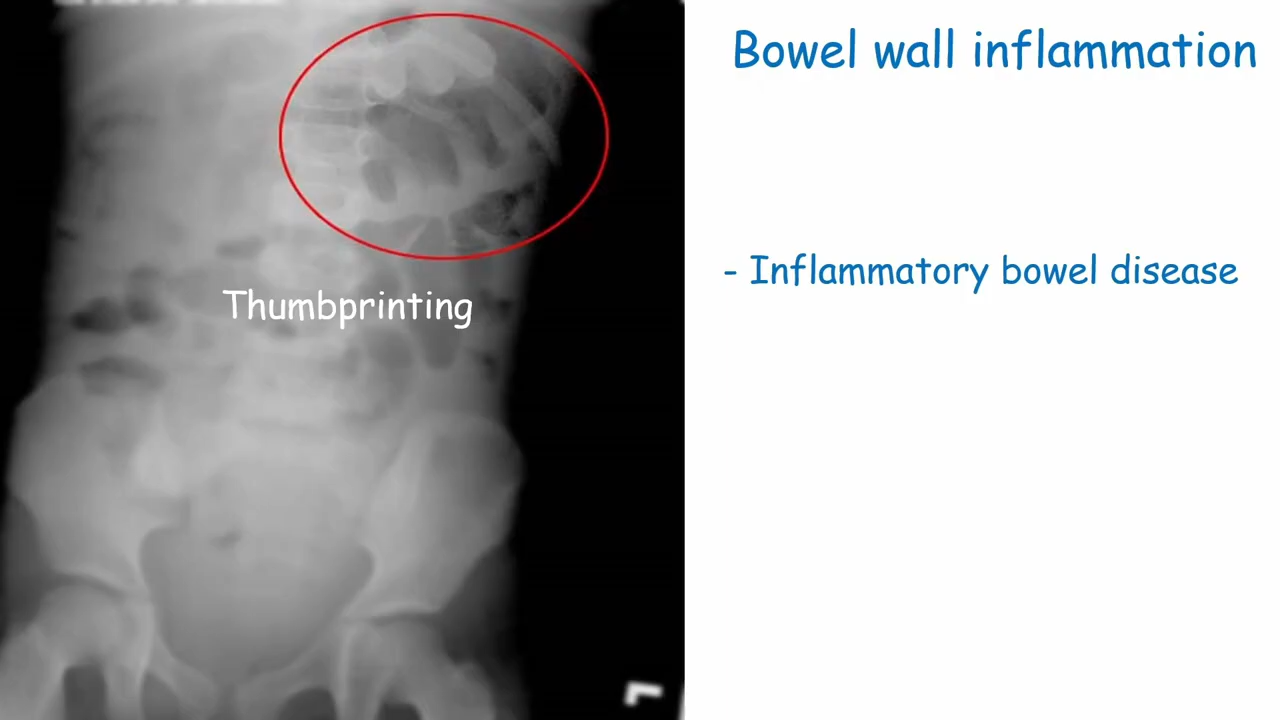 Bowel wall inflammation
- Inflammatory bowel disease
Thumbprinting